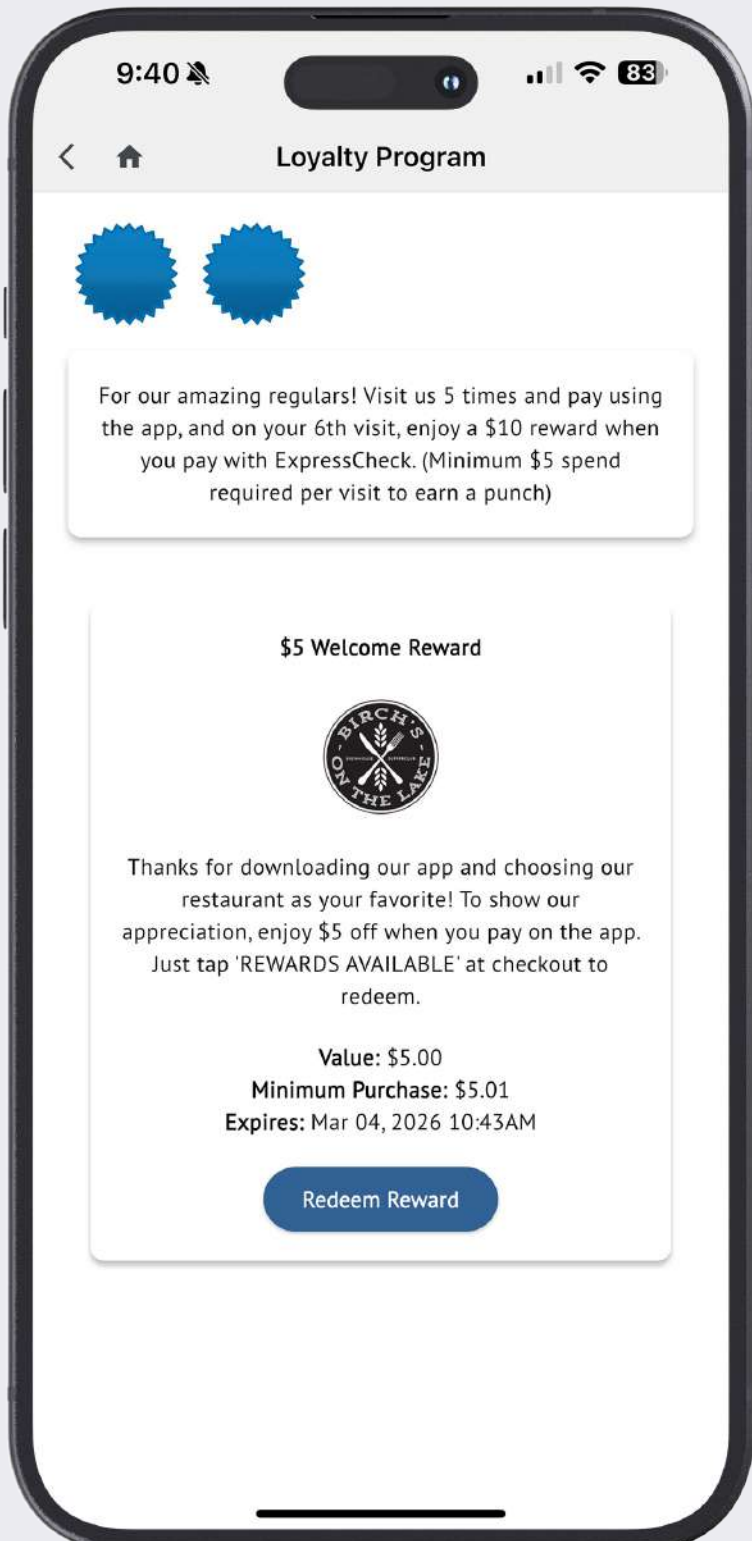 9:40
83
Loyalty Program
For our amazing regulars! Visit us 5 times and pay using
the app, and on your 6th visit, enjoy a $10 reward when
you pay with ExpressCheck. (Minimum $5 spend
required per visit to earn a punch)
$5 Welcome Reward
BIRCH'S
ON THE LAKE
Thanks for downloading our app and choosing our
restaurant as your favorite! To show our
appreciation, enjoy $5 off when you pay on the app.
Just tap 'REWARDS AVAILABLE' at checkout to
redeem.
Value: $5.00
Minimum Purchase: $5.01
Expires: Mar 04, 2026 10:43AM
Redeem Reward